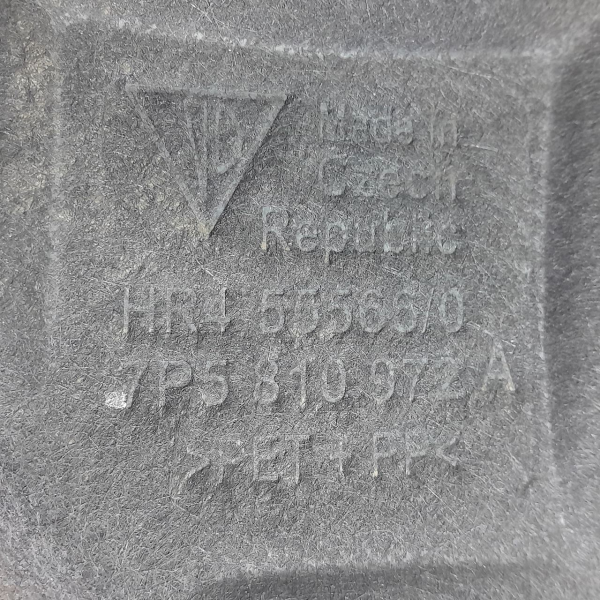 Made in
Czech
Republic
HR4 55566/0
7P5 810 972 A
>PET+PP<